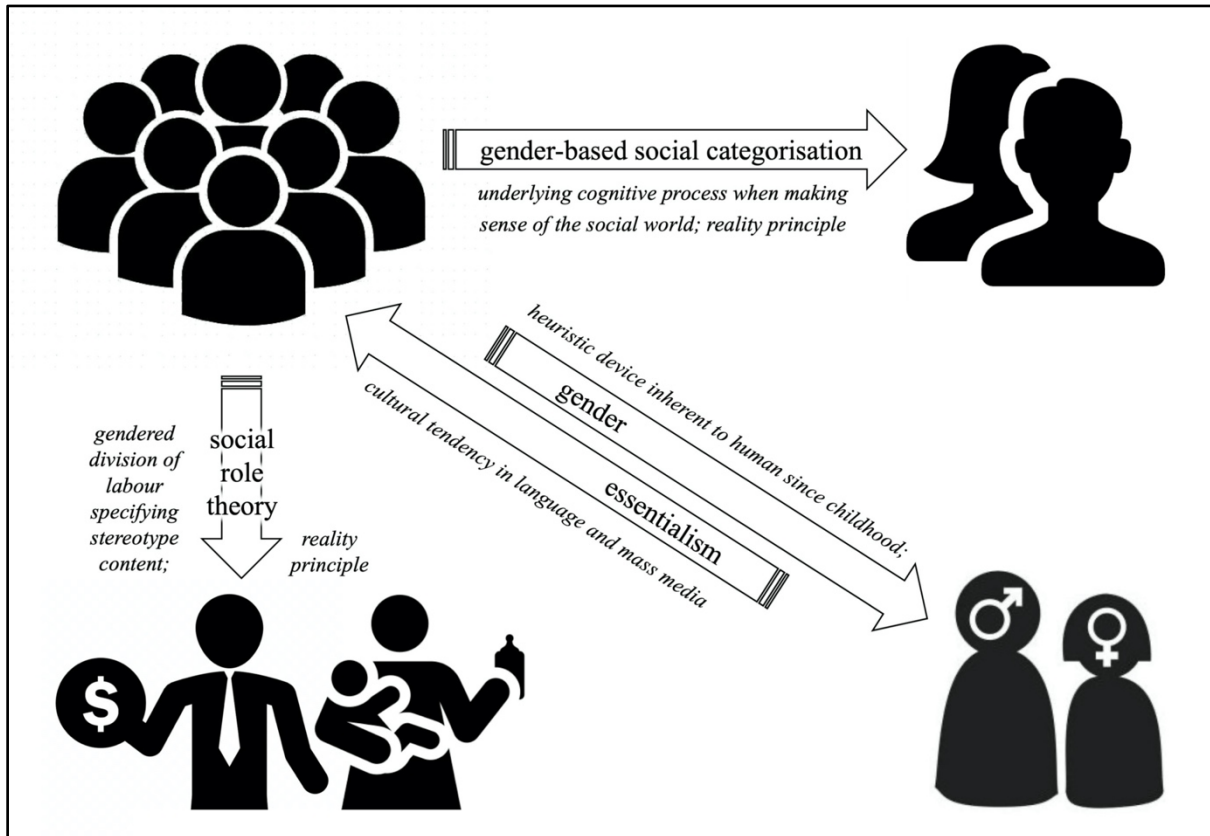 gender-based social categorisation
underlying cognitive process when making
sense of the social world; reality principle
heuristic device inherent to human since childhood;
gender
essentialism
cultural tendency in language and mass media
gendered
division of
labour
specifying
stereotype
content;
social
role
theory
reality
principle
$